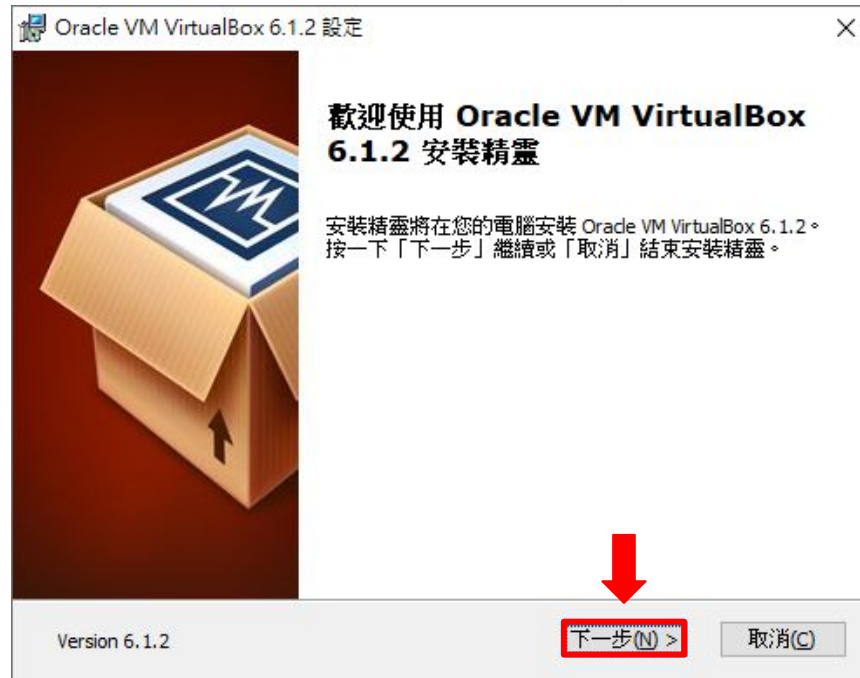 Oracle VM VirtualBox 6.1.2 設定
歡迎使用 Oracle VM VirtualBox
6.1.2 安裝精靈
安裝精靈將在您的電腦安裝 Oracle VM VirtualBox 6.1.2。
按一下「下一步」繼續或「取消」結束安裝精靈。
Version 6.1.2
下一步(N) >
取消(C)